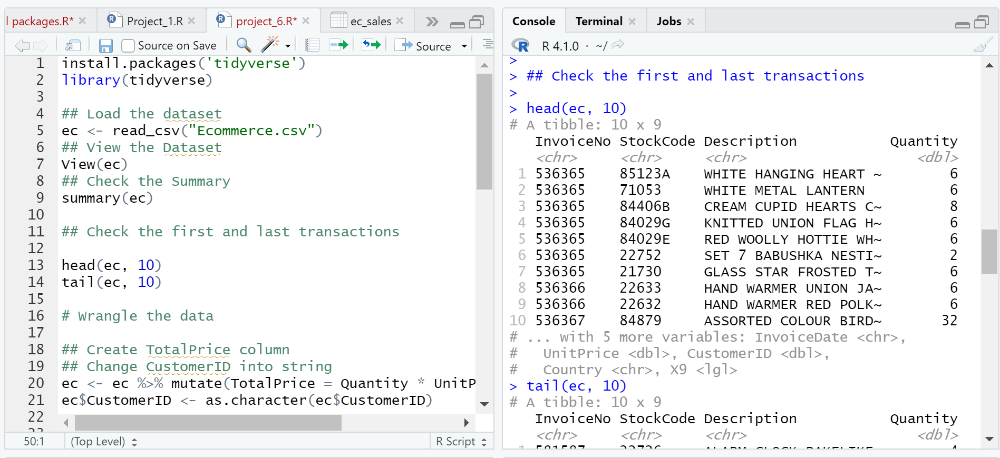 l packages.R*
Project_1.R
project_6.R*
ec_sales
Source on Save
Source
1 install.packages('tidyverse')
2 library(tidyverse)
3
4 ## Load the dataset
5 ec <- read_csv("Ecommerce.csv")
6 ## View the Dataset
7 View(ec)
8 ## Check the Summary
9 summary(ec)
10
11 ## Check the first and last transactions
12
13 head(ec, 10)
14 tail(ec, 10)
15
16 # Wrangle the data
17
18 ## Create TotalPrice column
19 ## Change CustomerID into string
20 ec <- ec %>% mutate(TotalPrice = Quantity * UnitP
21 ec$CustomerID <- as.character(ec$CustomerID)
22
50:1 (Top Level) R Script
Console Terminal Jobs
R R 4.1.0 · ~/
>
> ## Check the first and last transactions
>
> head(ec, 10)
# A tibble: 10 x 9
InvoiceNo StockCode Description Quantity
<chr> <chr> <chr> <dbl>
1 536365 85123A WHITE HANGING HEART ~ 6
2 536365 71053 WHITE METAL LANTERN 6
3 536365 84406B CREAM CUPID HEARTS C~ 8
4 536365 84029G KNITTED UNION FLAG H~ 6
5 536365 84029E RED WOOLLY HOTTIE WH~ 6
6 536365 22752 SET 7 BABUSHKA NESTI~ 2
7 536365 21730 GLASS STAR FROSTED T~ 6
8 536366 22633 HAND WARMER UNION JA~ 6
9 536366 22632 HAND WARMER RED POLK~ 6
10 536367 84879 ASSORTED COLOUR BIRD~ 32
# ... with 5 more variables: InvoiceDate <chr>,
# UnitPrice <dbl>, CustomerID <dbl>,
# Country <chr>, X9 <lgl>
> tail(ec, 10)
# A tibble: 10 x 9
InvoiceNo StockCode Description Quantity
<chr> <chr> <chr> <dbl>